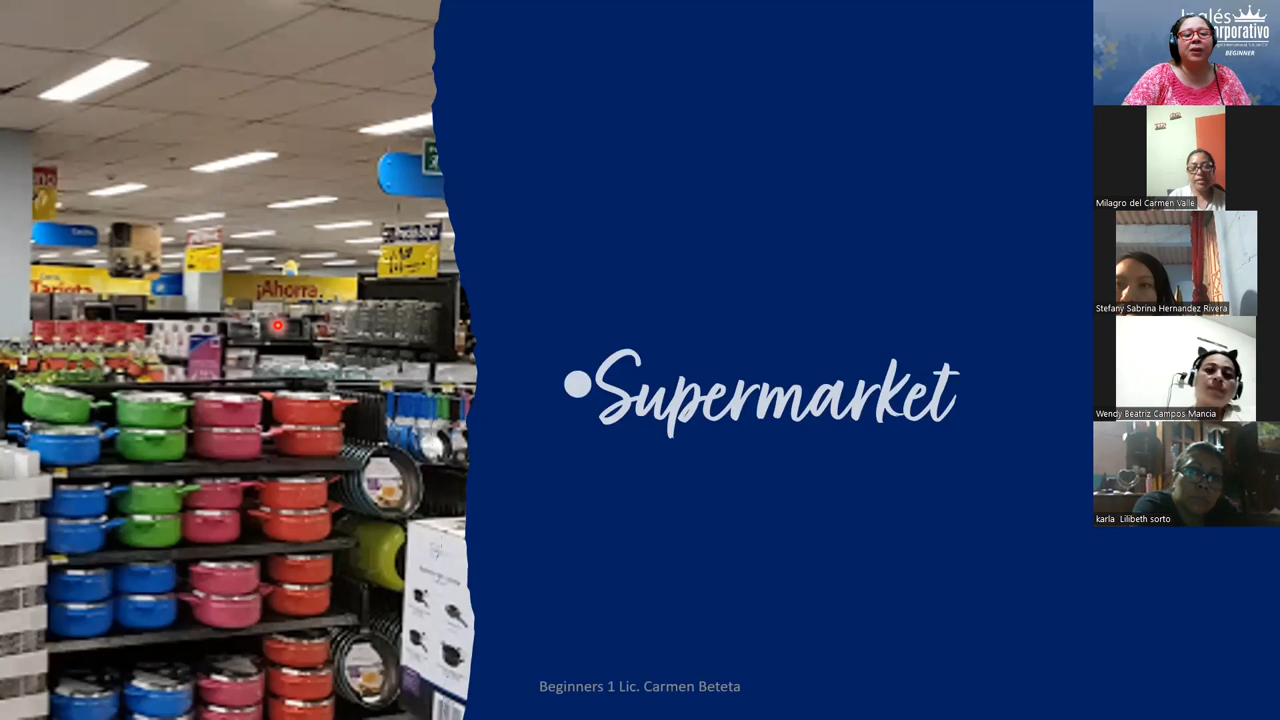 •Supermarket
Beginners 1 Lic. Carmen Beteta
¡Ahorra
Tarjeta
Inglés
BEGINNER
Milagro del Carmen Valle
Stefany Sabrina Hernandez Rivera
Wendy Beatriz Campos Mancia
karla Lilibeth sorto